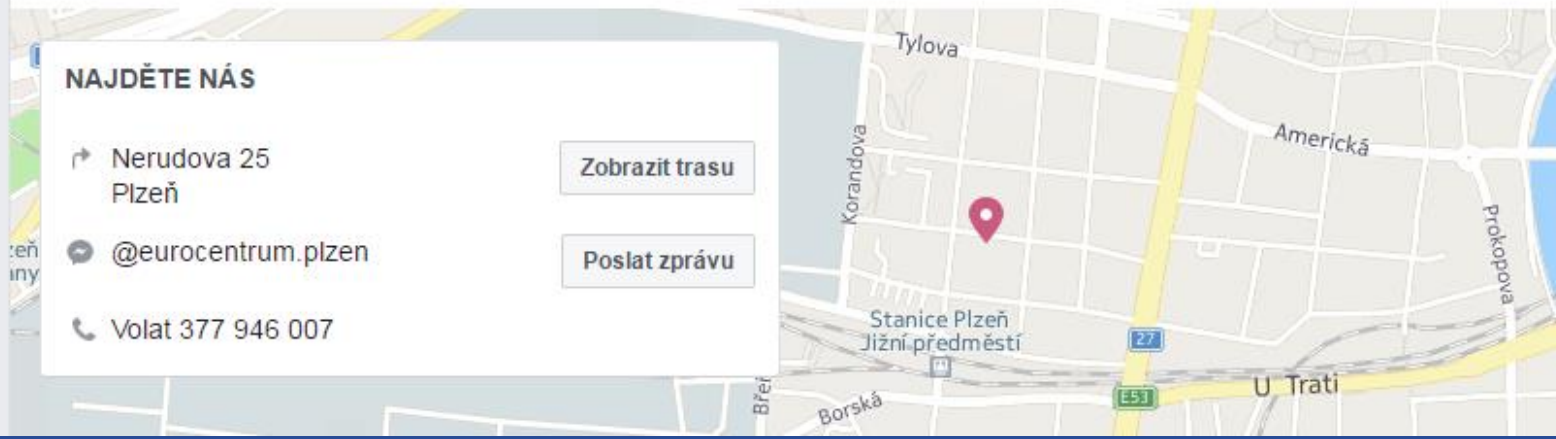 NAJDĚTE NÁS
Nerudova 25
Plzeň
Zobrazit trasu
@eurocentrum.plzen
Poslat zprávu
Volat 377 946 007
Tylova
Americká
Korandova
Prokopova
Stanice Plzeň
Jižní předměstí
27
E53
U Trati
Borská